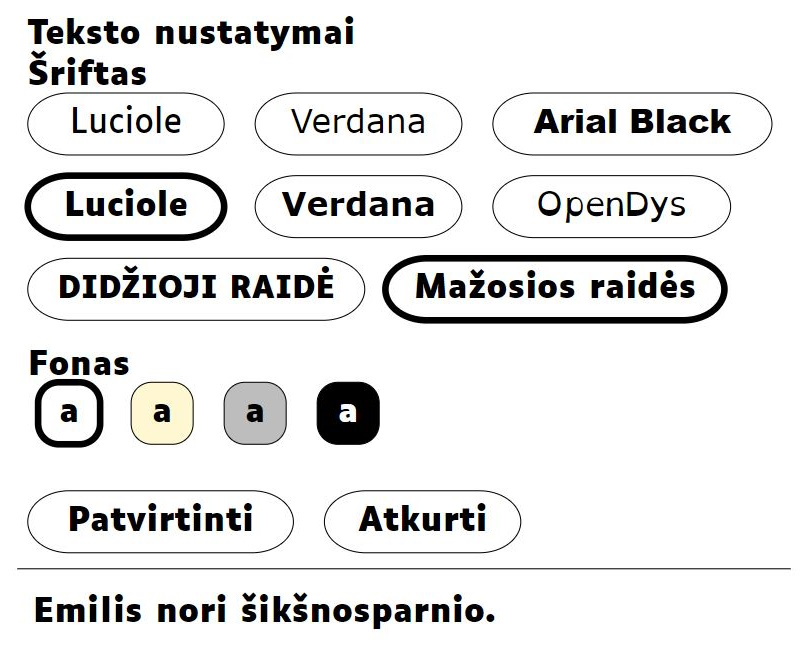 Teksto nustatymai
Šriftas
Luciole Verdana Arial Black
Luciole Verdana OpenDys
DIDŽIOJI RAIDĖ Mažosios raidės
Fonas
a a a a
Patvirtinti Atkurti
Emilis nori šikšnosparnio.